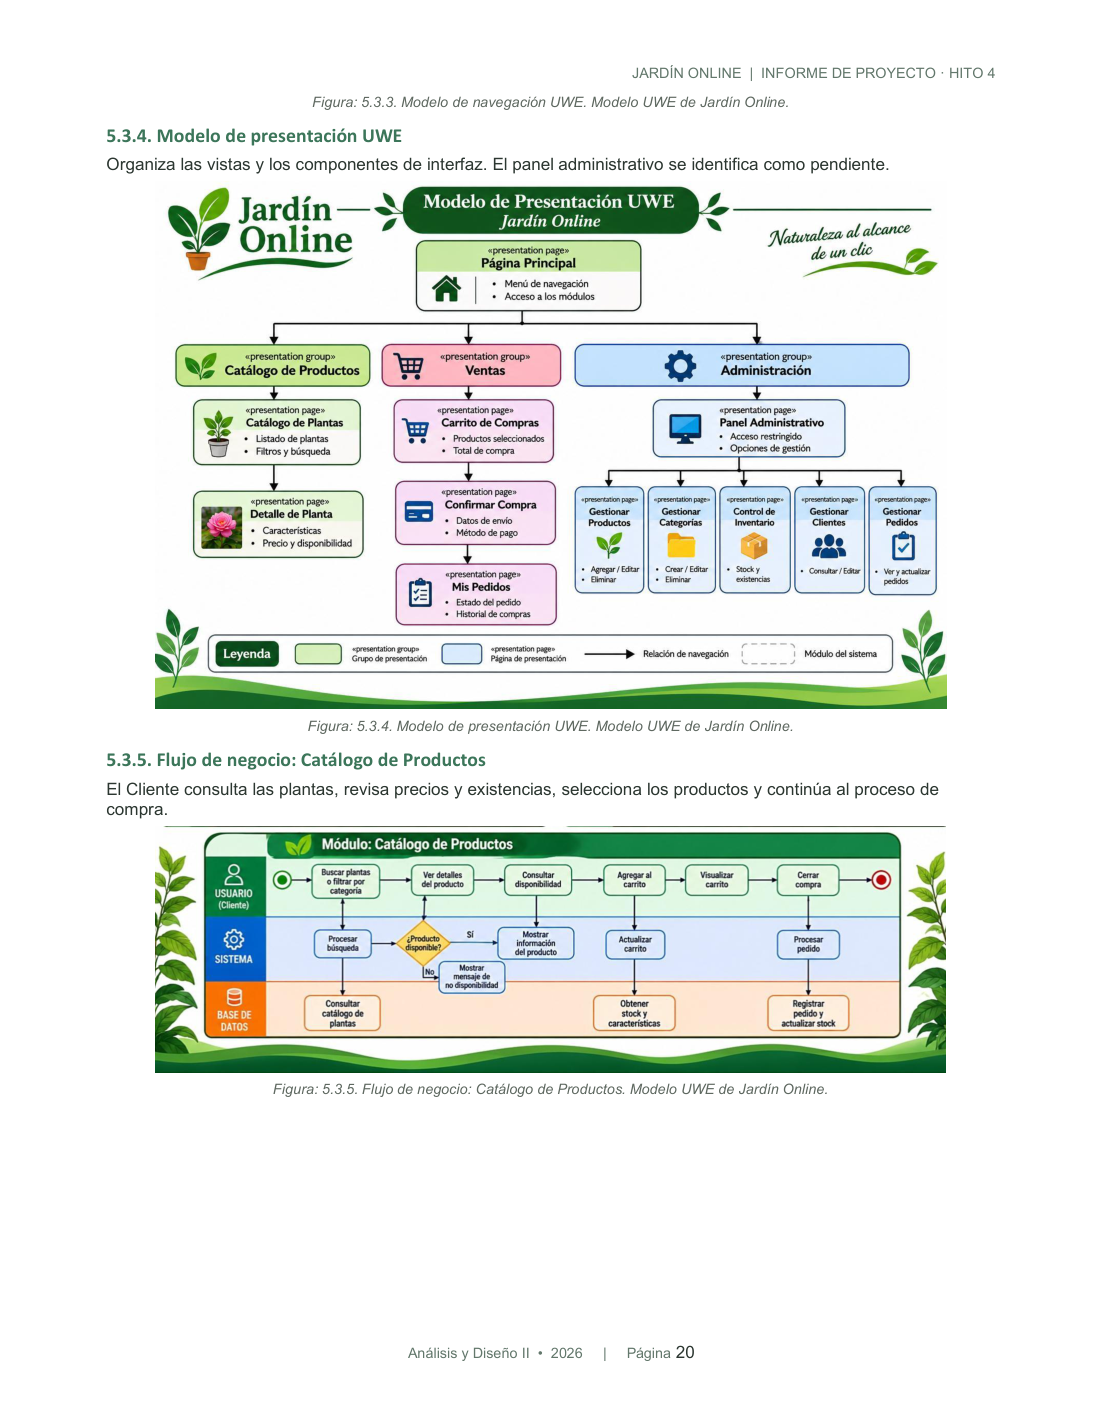 JARDÍN ONLINE | INFORME DE PROYECTO · HITO 4
Figura: 5.3.3. Modelo de navegación UWE. Modelo UWE de Jardín Online.
5.3.4. Modelo de presentación UWE
Organiza las vistas y los componentes de interfaz. El panel administrativo se identifica como pendiente.
Jardín
Online
Modelo de Presentación UWE
Jardín Online
Naturaleza al alcance
de un clic
«presentation page»
Página Principal
• Menú de navegación
• Acceso a los módulos
«presentation group»
Catálogo de Productos
«presentation group»
Ventas
«presentation group»
Administración
«presentation page»
Catálogo de Plantas
• Listado de plantas
• Filtros y búsqueda
«presentation page»
Carrito de Compras
• Productos seleccionados
• Total de compra
«presentation page»
Panel Administrativo
• Acceso restringido
• Opciones de gestión
«presentation page»
Detalle de Planta
• Características
• Precio y disponibilidad
«presentation page»
Confirmar Compra
• Datos de envío
• Método de pago
«presentation page»
Mis Pedidos
• Estado del pedido
• Historial de compras
«presentation page»
Gestionar
Productos
• Agregar / Editar
• Eliminar
«presentation page»
Gestionar
Categorías
• Crear / Editar
• Eliminar
«presentation page»
Control de
Inventario
• Stock y
existencias
«presentation page»
Gestionar
Clientes
• Consultar / Editar
«presentation page»
Gestionar
Pedidos
• Ver y actualizar
pedidos
Leyenda
«presentation group»
Grupo de presentación
«presentation page»
Página de presentación
Relación de navegación
Módulo del sistema
Figura: 5.3.4. Modelo de presentación UWE. Modelo UWE de Jardín Online.
5.3.5. Flujo de negocio: Catálogo de Productos
El Cliente consulta las plantas, revisa precios y existencias, selecciona los productos y continúa al proceso de
compra.
Módulo: Catálogo de Productos
USUARIO
(Cliente)
Buscar plantas
o filtrar por
categoría
Ver detalles
del producto
Consultar
disponibilidad
Agregar al
carrito
Visualizar
carrito
Cerrar
compra
SISTEMA
Procesar
búsqueda
¿Producto
disponible?
Sí
No
Mostrar
información
del producto
Mostrar
mensaje de
no disponibilidad
Actualizar
carrito
Procesar
pedido
BASE DE
DATOS
Consultar
catálogo de
plantas
Obtener
stock y
características
Registrar
pedido y
actualizar stock
Figura: 5.3.5. Flujo de negocio: Catálogo de Productos. Modelo UWE de Jardín Online.
Análisis y Diseño II • 2026 | Página 20